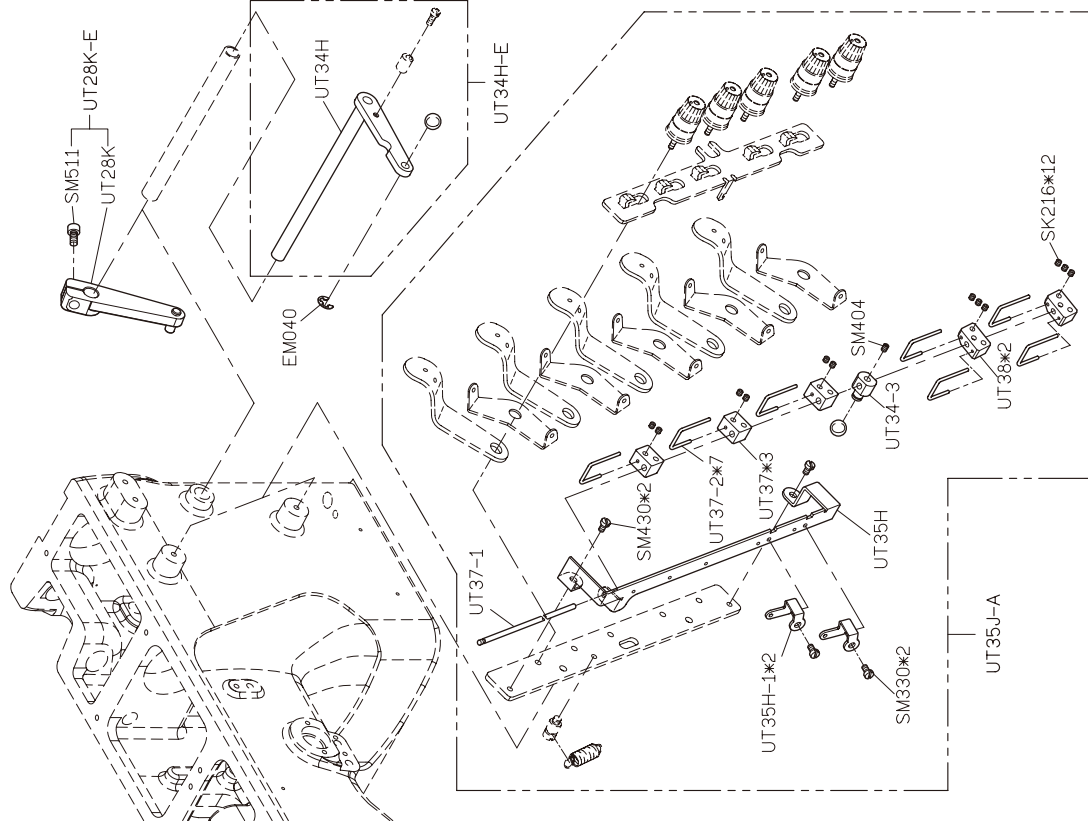 UT28K-E
SM511
UT28K
UT34H
UT34H-E
EM040
SK216*12
SM404
UT38*2
UT34-3
UT37*3
UT37-2*7
SM430*2
UT37-1
UT35H
UT35J-A
UT35H-1*2
SM330*2